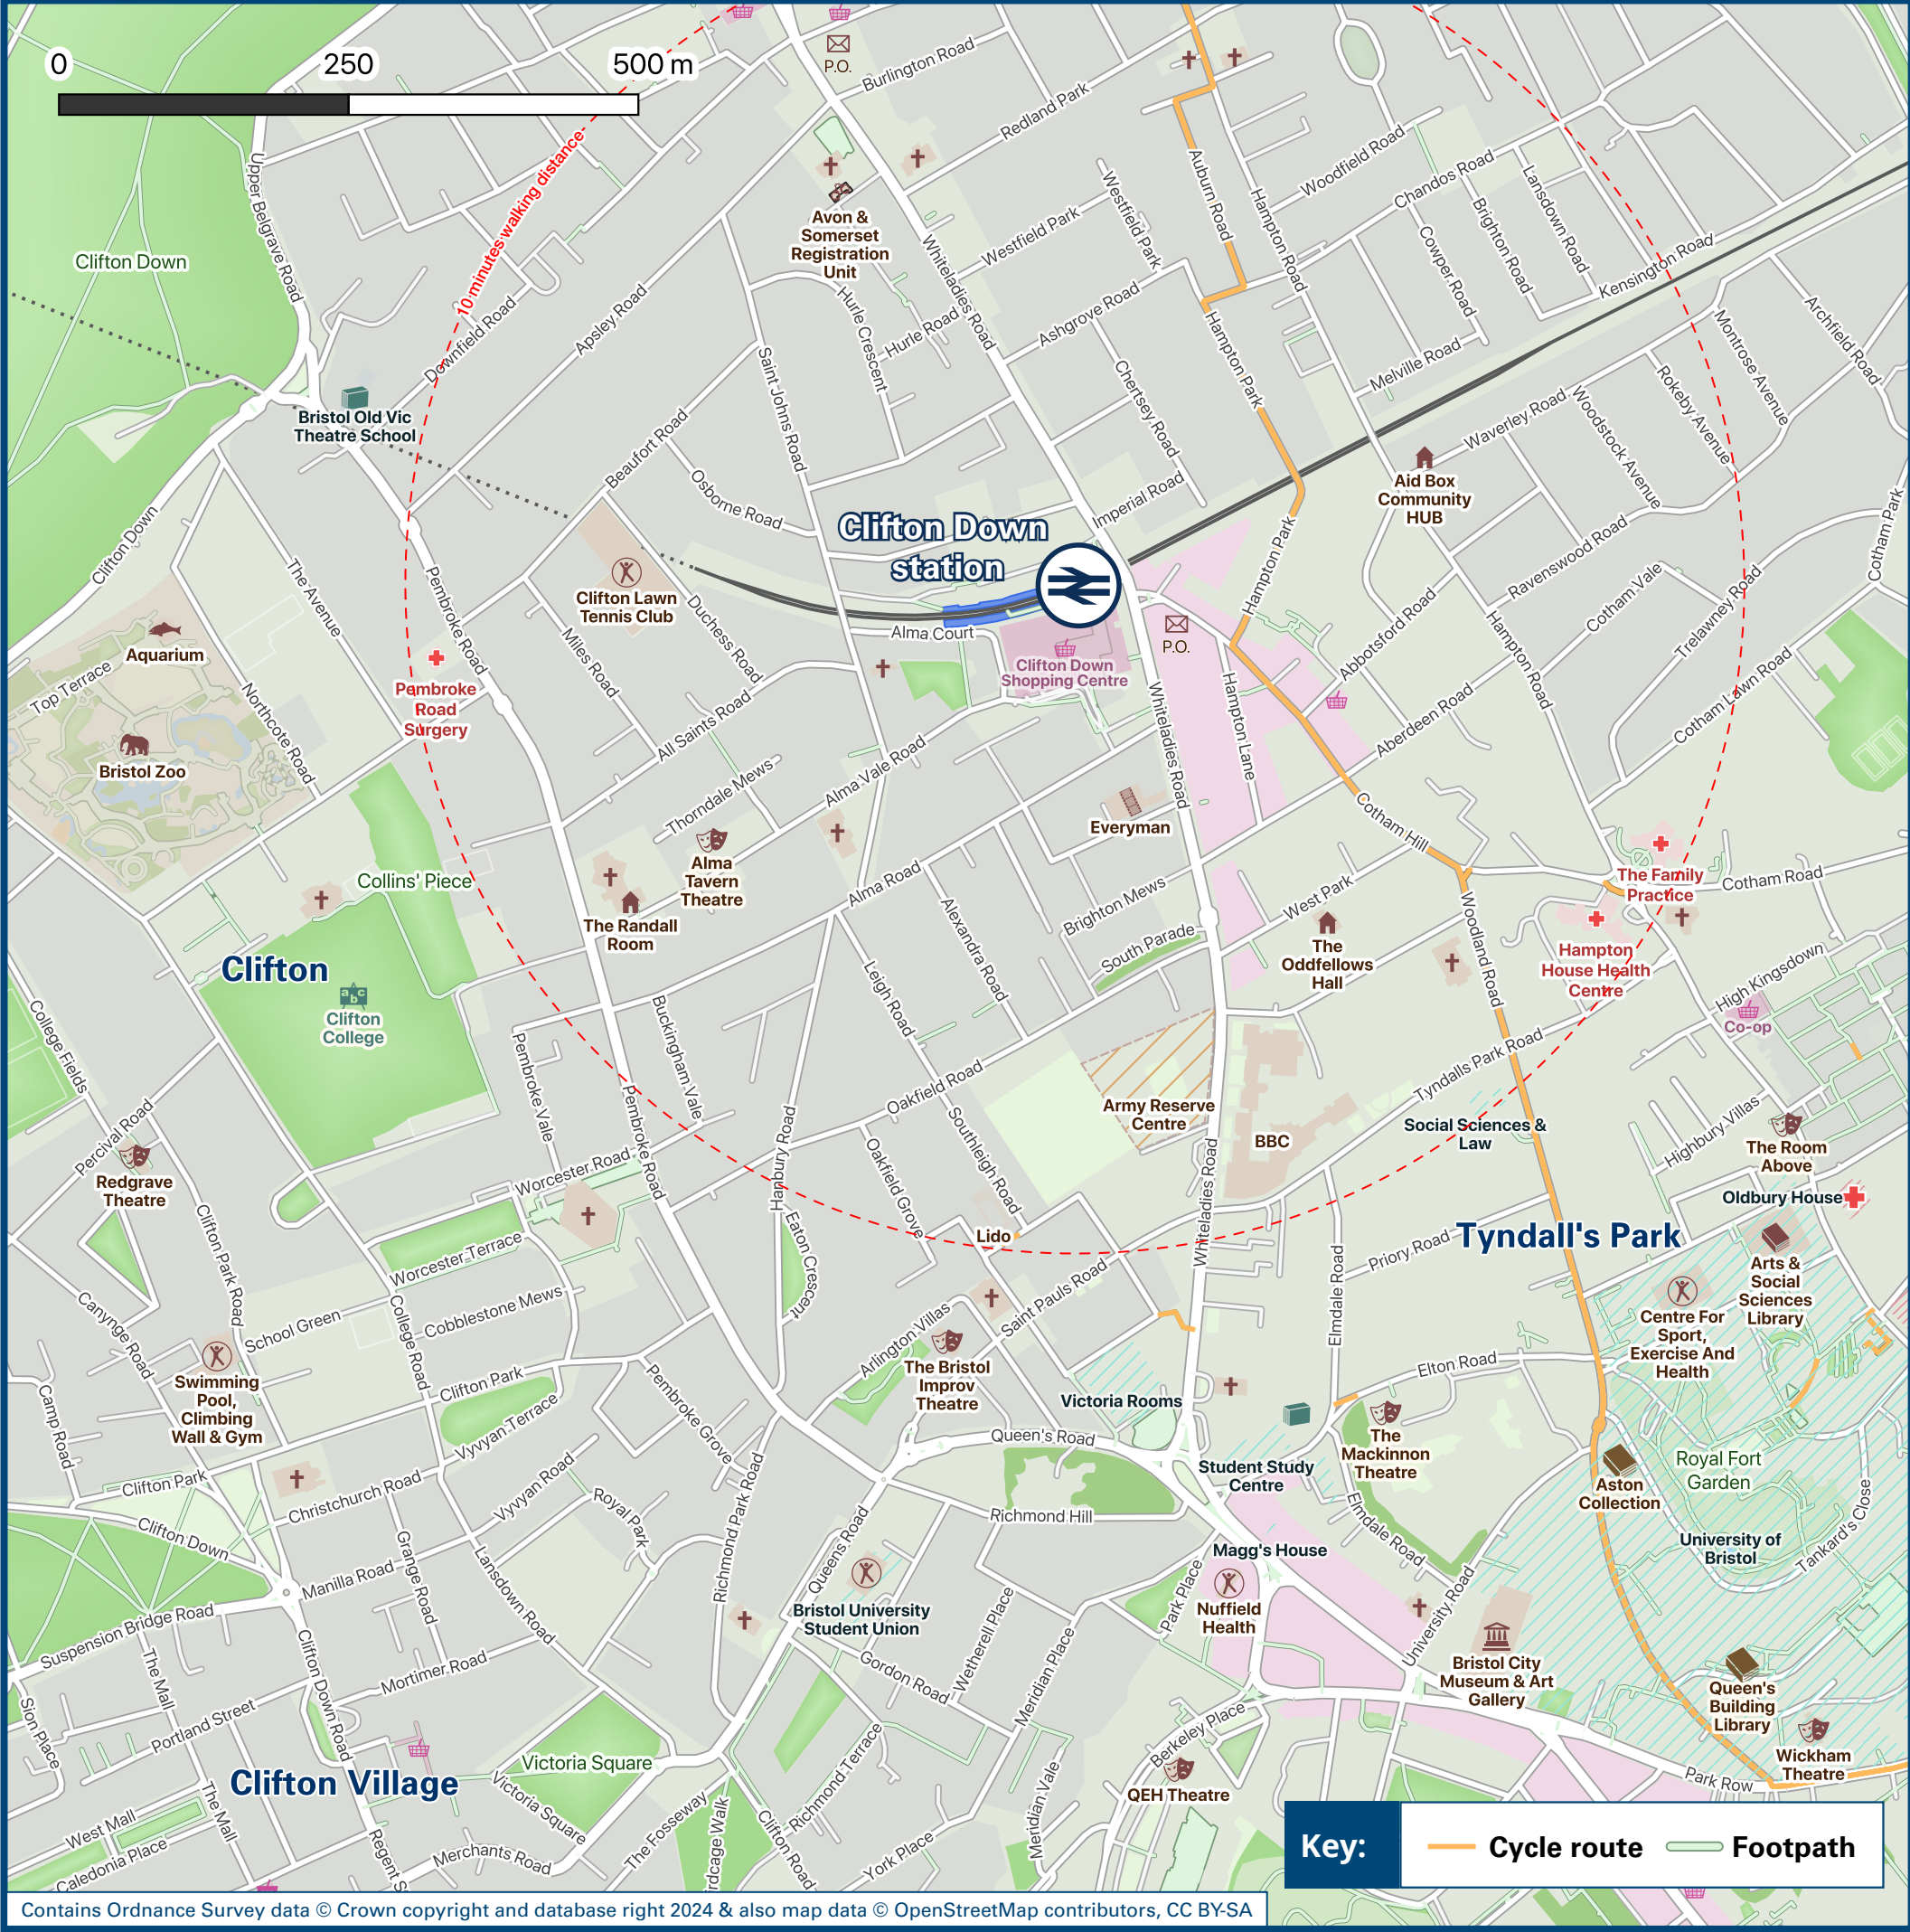 0
250
500 m
P.O.
Burlington Road
Redland Park
10 minutes walking distance
Upper Belgrave Road
Clifton Down
Avon &
Somerset
Registration
Unit
Auburn Road
Hampton Road
Woodfield Road
Chandos Road
Lansdown Road
Brighton Road
Cowper Road
Kensington Road
Westfield Park
Westfield Park
Whiteladies Road
Ashgrove Road
Hurle Crescent
Hurle Road
Downfield Road
Apsley Road
Saint Johns Road
Hampton Park
Chertsey Road
Melville Road
Montrose Avenue
Archfield Road
Rokeby Avenue
Woodstock Avenue
Waverley Road
Bristol Old Vic
Theatre School
Beaufort Road
Osborne Road
Imperial Road
Aid Box
Community
HUB
Clifton Down
station
Clifton Down
The Avenue
Pembroke Road
Clifton Lawn
Tennis Club
Duchess Road
Miles Road
Alma Court
Clifton Down
Shopping Centre
P.O.
Hampton Park
Ravenswood Road
Cotham Vale
Trelawney Road
Cotham Park
Abbotsford Road
Hampton Road
Cotham Lawn Road
Aberdeen Road
Aquarium
Top Terrace
Bristol Zoo
Northcote Road
Pembroke
Road
Surgery
All Saints Road
Thorndale Mews
Alma Vale Road
Whiteladies Road
Hampton Lane
Everyman
Cotham Hill
Collins' Piece
Alma
Tavern
Theatre
The Randall
Room
Alma Road
Brighton Mews
West Park
The Family
Practice
Cotham Road
Clifton
Clifton
College
Alexandra Road
South Parade
The
Oddfellows
Hall
Woodland Road
Hampton
House Health
Centre
High Kingsdown
Co-op
College Fields
Leigh Road
Buckingham Vale
Pembroke Vale
Pembroke Road
Oakfield Road
Tyndalls Park Road
Army Reserve
Centre
BBC
Social Sciences &
Law
Highbury Villas
The Room
Above
Percival Road
Redgrave
Theatre
Worcester Road
Hanbury Road
Oakfield Grove
Southleigh Road
Lido
Whiteladies Road
Oldbury House
Tyndall's Park
Clifton Park Road
Worcester Terrace
Eaton Crescent
Saint Pauls Road
Priory Road
Arts &
Social
Sciences
Library
Centre For
Sport,
Exercise And
Health
Canynge Road
School Green
Cobblestone Mews
College Road
Arlington Villas
The Bristol
Improv
Theatre
Elmdale Road
Elton Road
Swimming
Pool,
Climbing
Wall & Gym
Camp Road
Clifton Park
Vyvyan Terrace
Pembroke Grove
Victoria Rooms
Queen's Road
The
Mackinnon
Theatre
Student Study
Centre
Aston
Collection
Royal Fort
Garden
Clifton Park
Clifton Down
Christchurch Road
Vyvyan Road
Royal Park
Richmond Park Road
Richmond Hill
Queens Road
Elmdale Road
University of
Bristol
Tankard's Close
Magg's House
Nuffield
Health
Park Place
University Road
Manilla Road
Grange Road
Lansdown Road
Bristol University
Student Union
Suspension Bridge Road
The Mall
Clifton Down Road
Mortimer Road
Gordon Road
Wetherell Place
Meridian Place
Bristol City
Museum & Art
Gallery
Queen's
Building
Library
Wickham
Theatre
Sion Place
Portland Street
Clifton Village
Victoria Square
Victoria Square
Richmond Terrace
Berkeley Place
QEH Theatre
Park Row
West Mall
The Mall
Caledonia Place
Regent S
Merchants Road
The Fosseway
rdcage Walk
Clifton Road
York Place
Meridian Vale
Key:
Cycle route
Footpath
Contains Ordnance Survey data © Crown copyright and database right 2024 & also map data © OpenStreetMap contributors, CC BY-SA